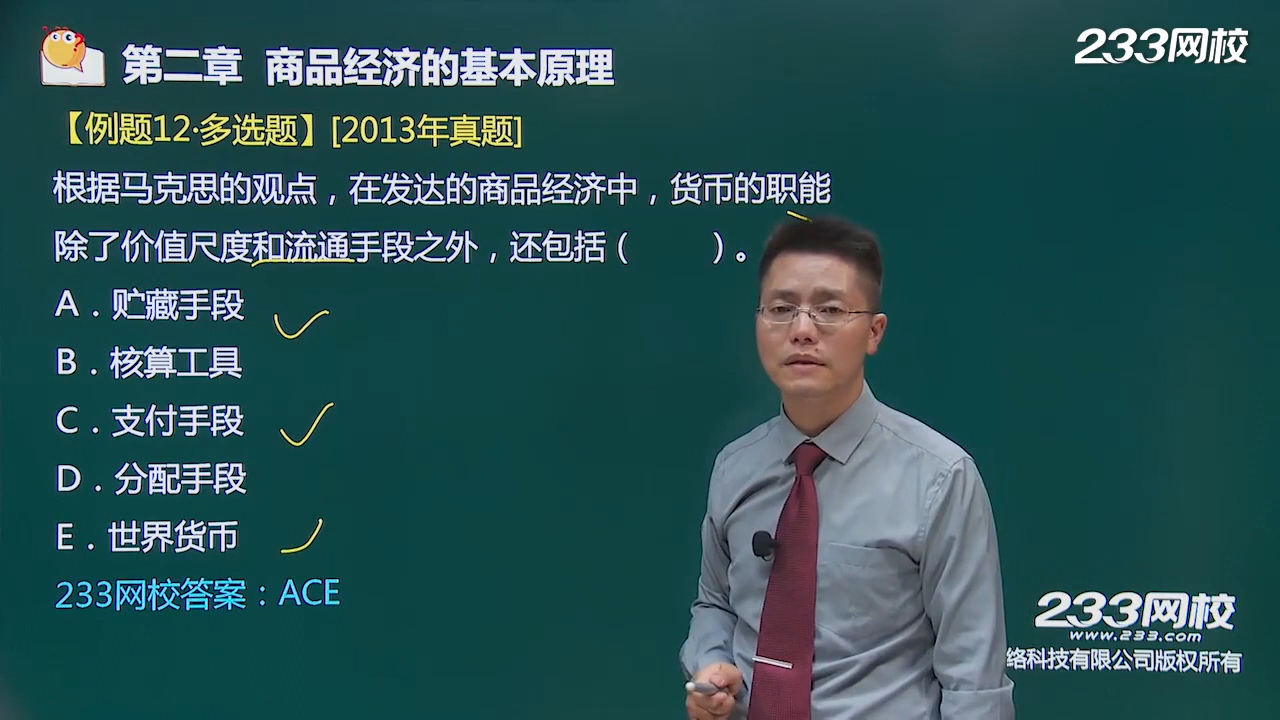 第二章 商品经济的基本原理
233网校
【例题12·多选题】[2013年真题]
根据马克思的观点，在发达的商品经济中，货币的职能
除了价值尺度和流通手段之外，还包括（　　）。
A．贮藏手段
B．核算工具
C．支付手段
D．分配手段
E．世界货币
233网校答案：ACE
233网校
www.233.com
络科技有限公司版权所有